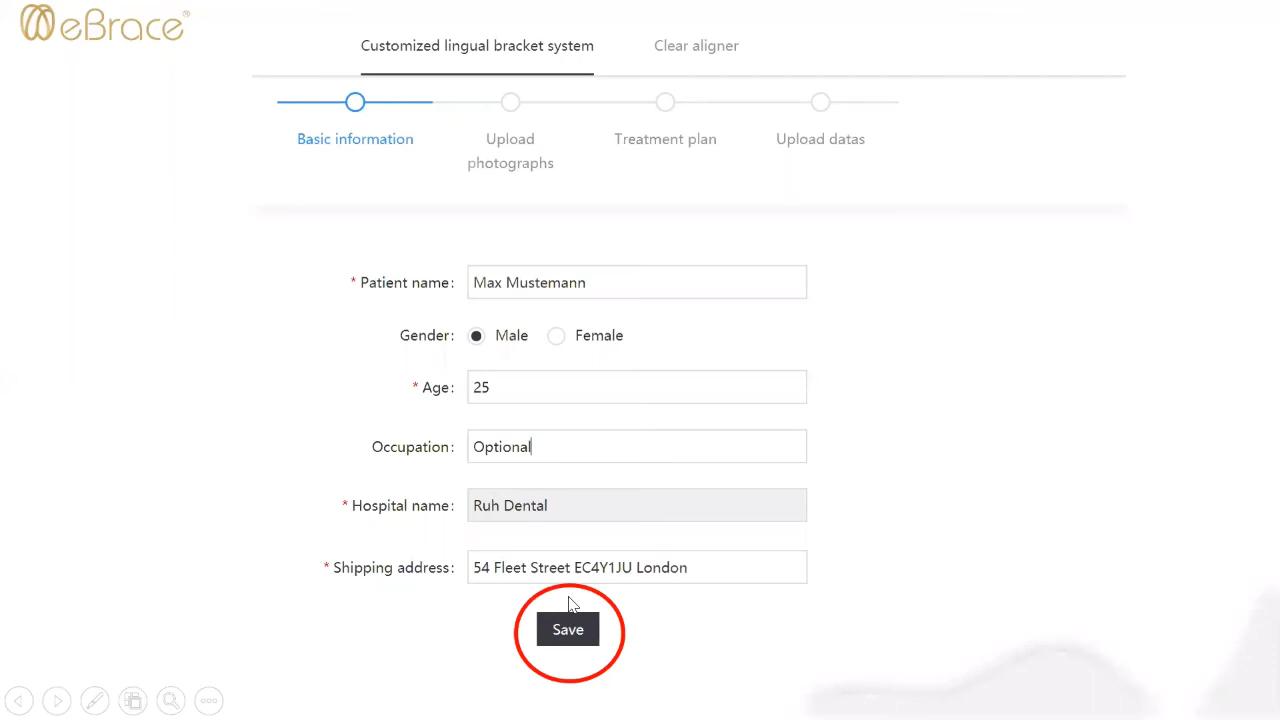 eBrace®
Customized lingual bracket system Clear aligner
Basic information Upload photographs Treatment plan Upload datas
* Patient name: Max Mustemann
Gender: Male Female
* Age: 25
Occupation: Optional
* Hospital name: Ruh Dental
* Shipping address: 54 Fleet Street EC4Y1JU London
Save